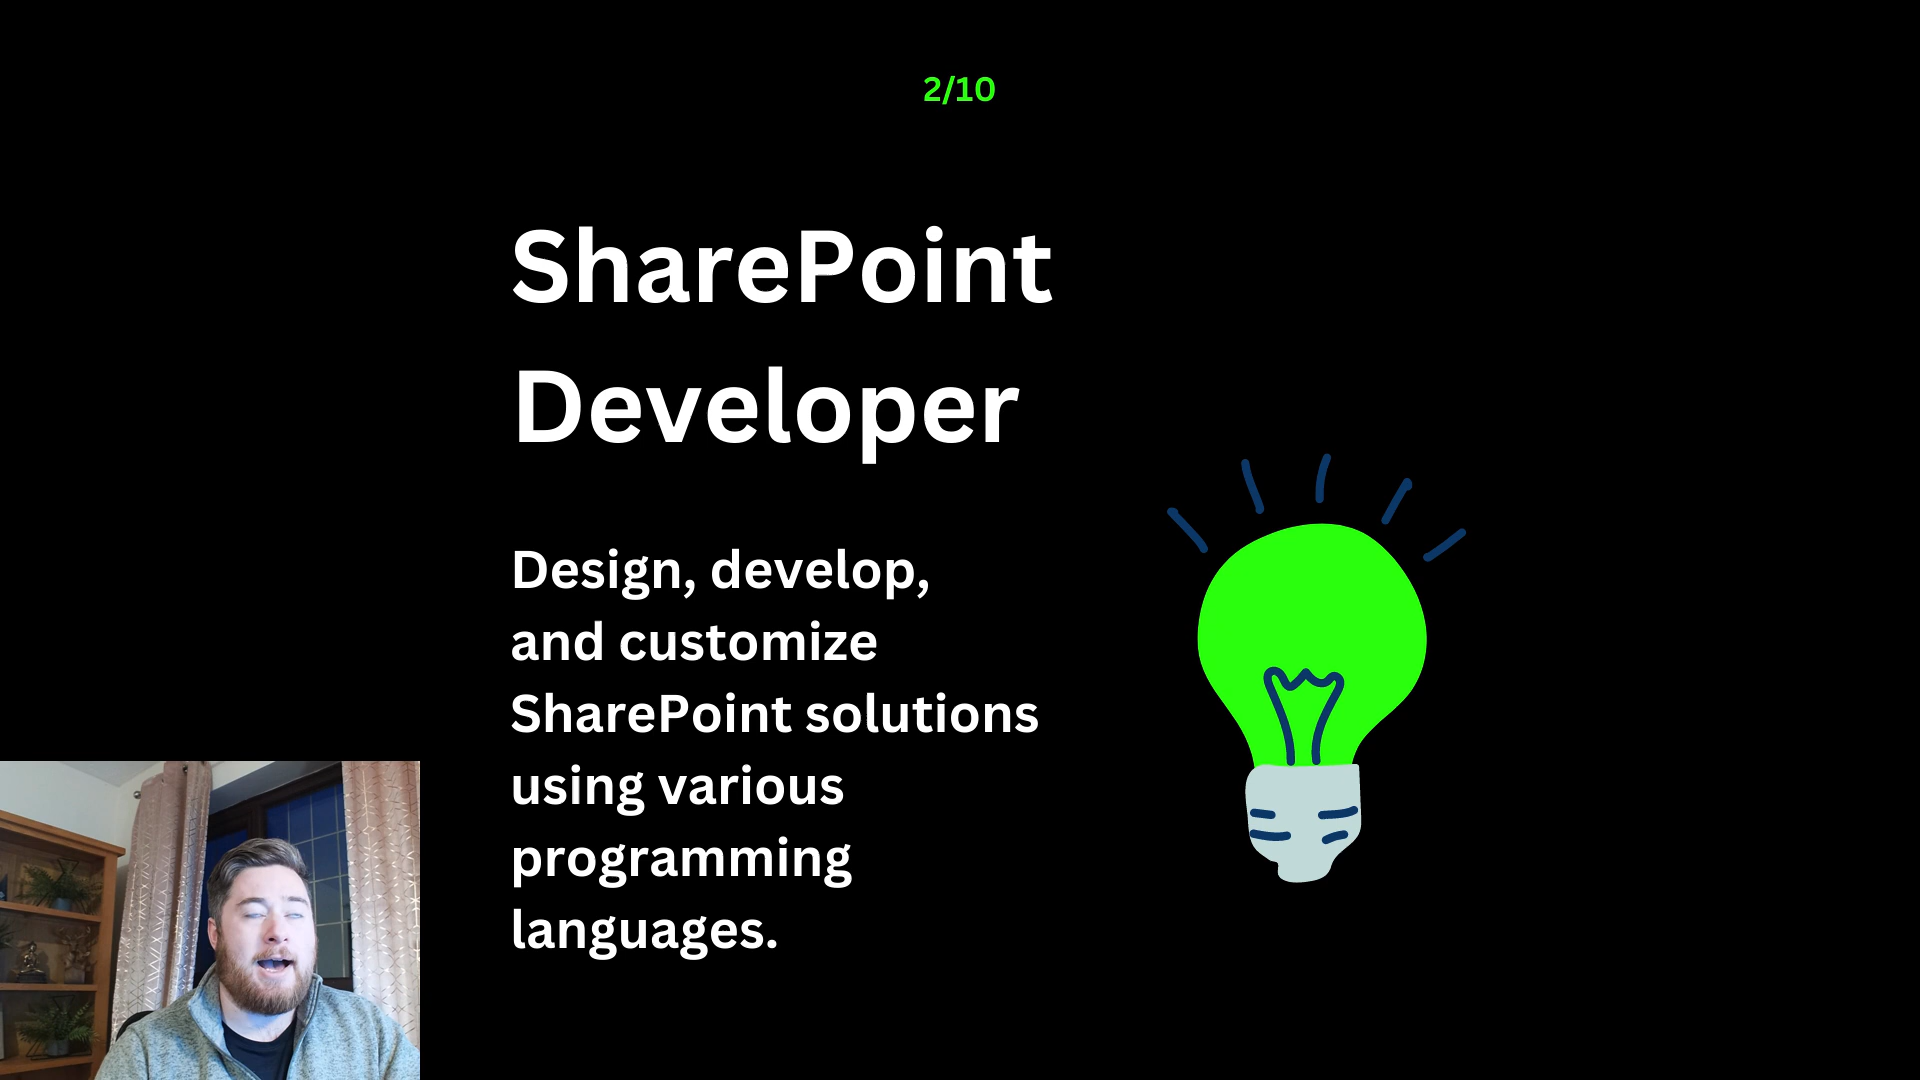 2/10
SharePoint
Developer
Design, develop,
and customize
SharePoint solutions
using various
programming
languages.